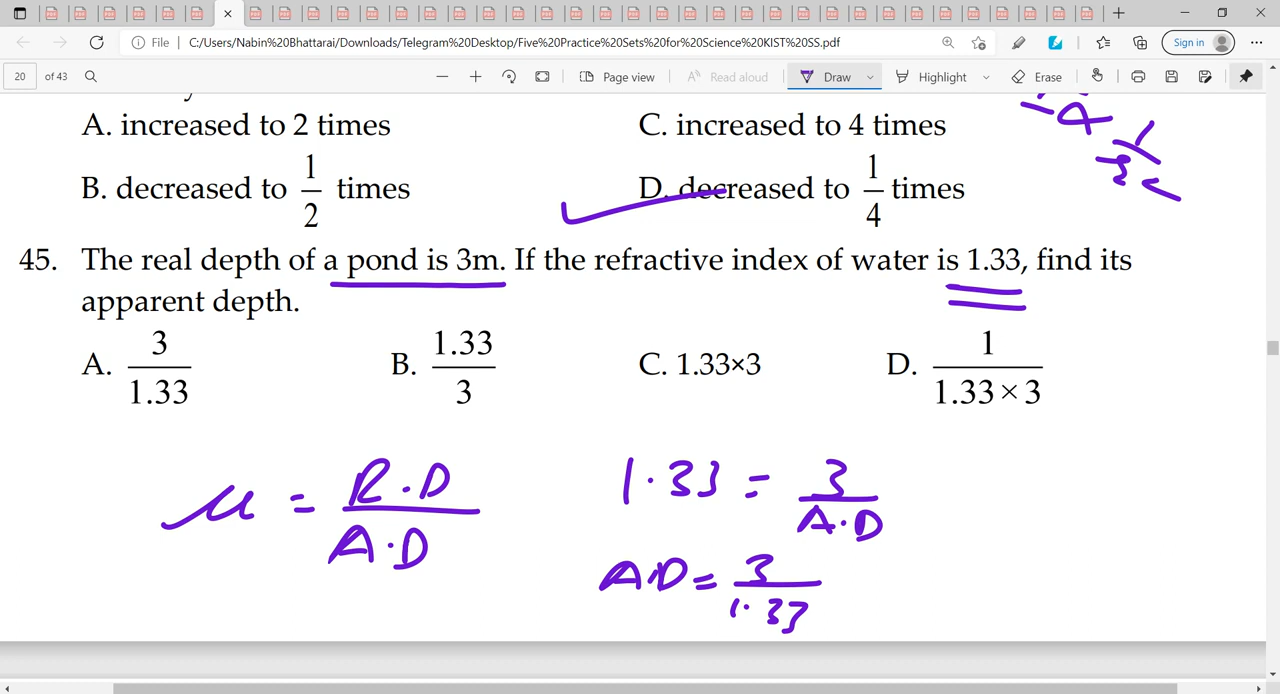 File | C:/Users/Nabin%20Bhattarai/Downloads/Telegram%20Desktop/Five%20Practice%20Sets%20for%20Science%20KIST%20SS.pdf
Sign in
20 of 43
Page view
Read aloud
Draw
Highlight
Erase
A. increased to 2 times
C. increased to 4 times
B. decreased to 1/2 times
D. decreased to 1/4 times
4 1
3
45. The real depth of a pond is 3m. If the refractive index of water is 1.33, find its
apparent depth.
A. 3/1.33
B. 1.33/3
C. 1.33×3
D. 1/(1.33 × 3)
μ = R.D/A.D
1.33 = 3/A.D
A.D = 3/1.33